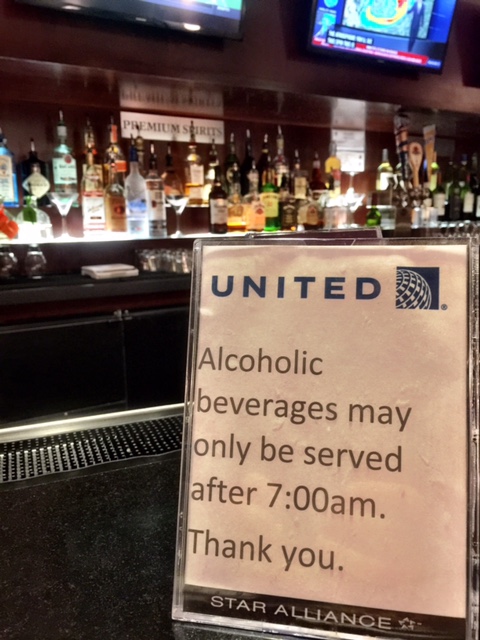 PREMIUM SPIRITS
UNITED
Alcoholic
beverages may
only be served
after 7:00am.
Thank you.
STAR ALLIANCE